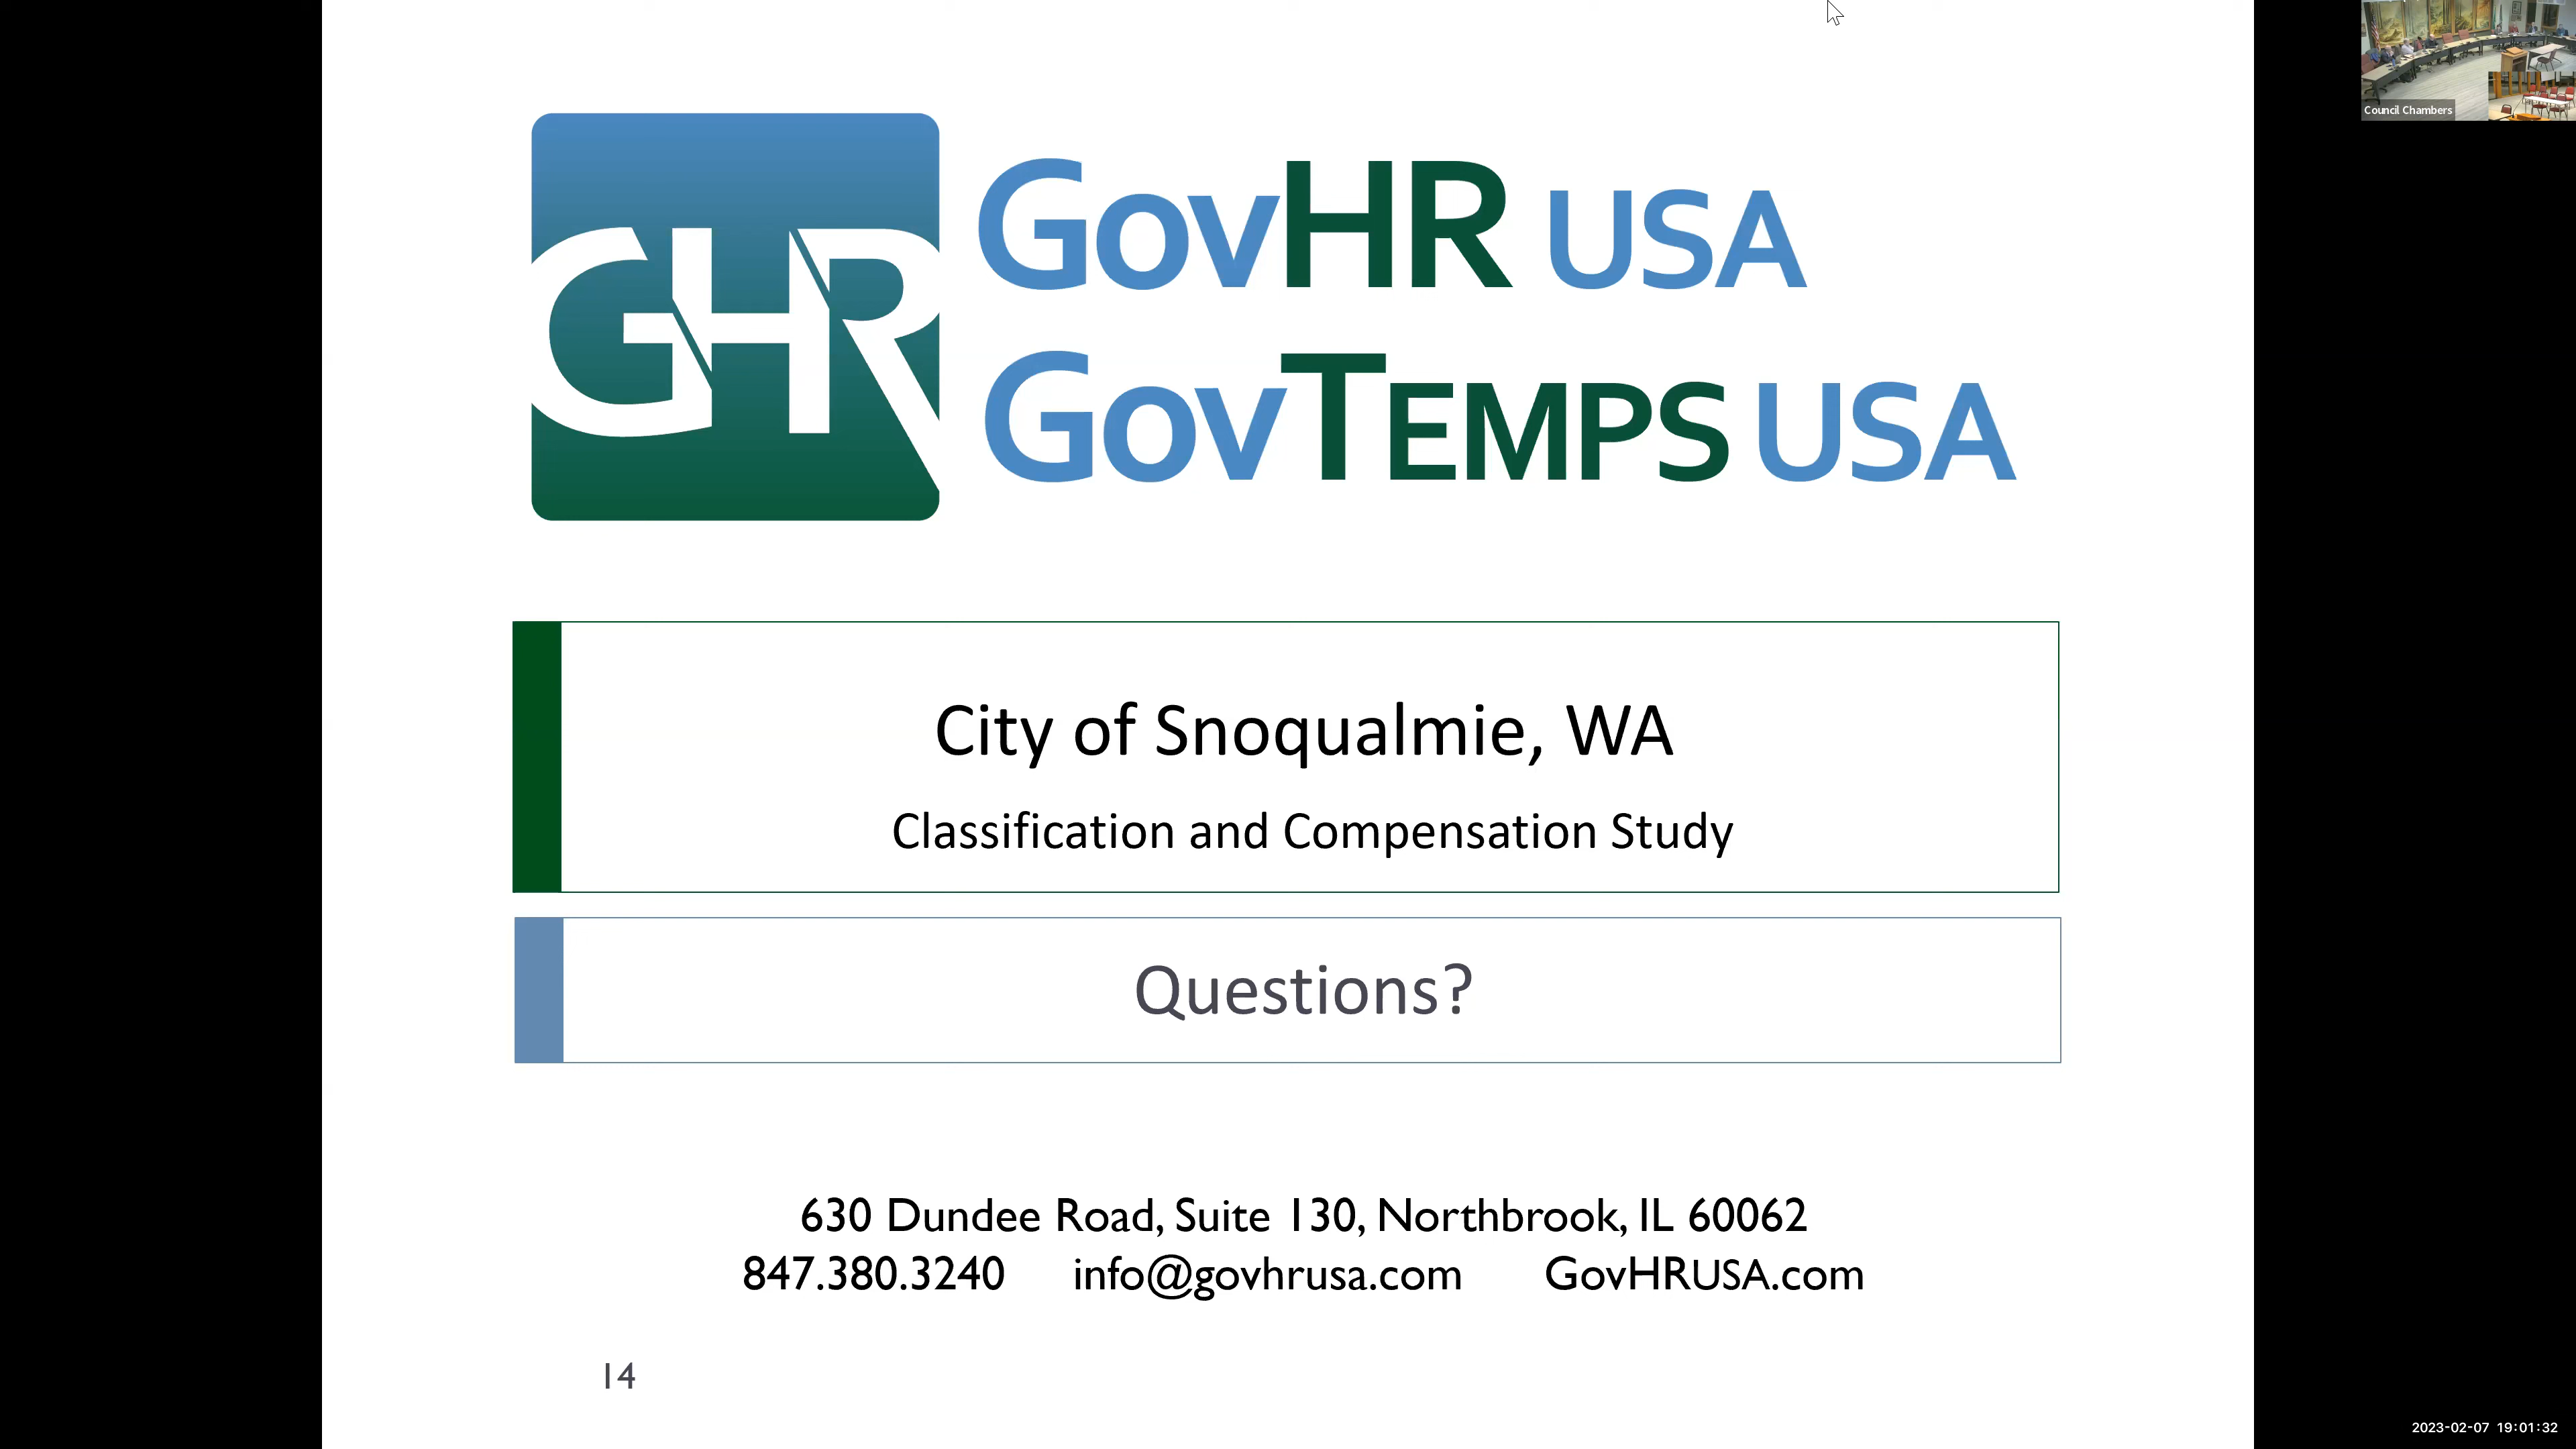 Council Chambers
GHR
GovHR USA
GovTEMPS USA
City of Snoqualmie, WA
Classification and Compensation Study
Questions?
630 Dundee Road, Suite 130, Northbrook, IL 60062
847.380.3240 info@govhrusa.com GovHRUSA.com
14
2023-02-07 19:01:32